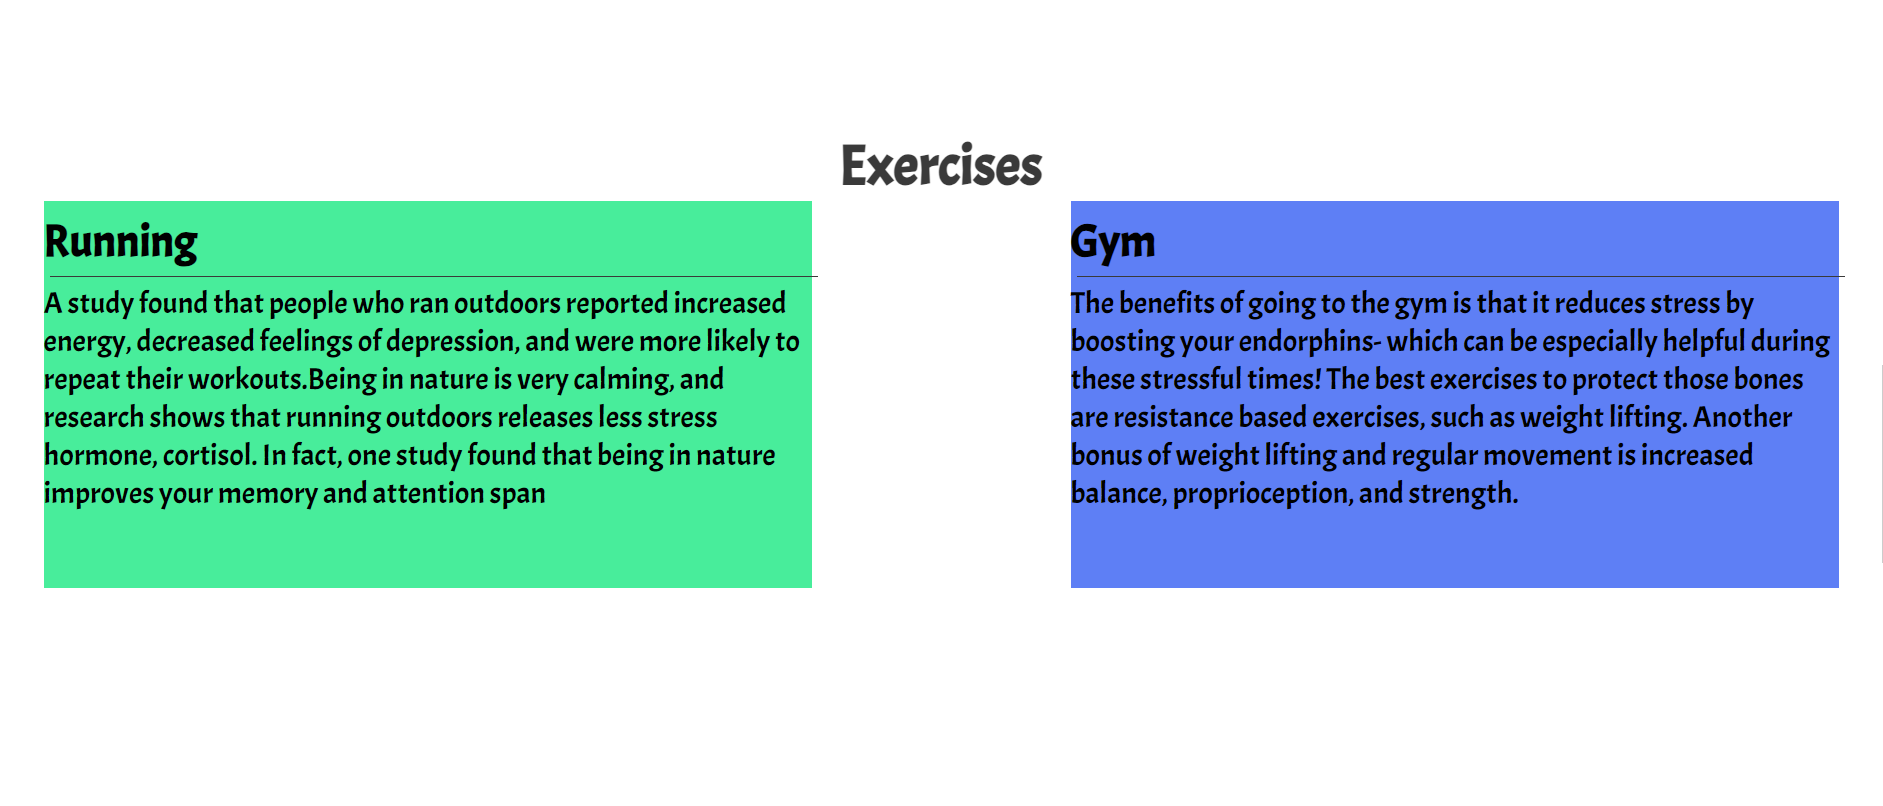 Exercises
Running
A study found that people who ran outdoors reported increased
energy, decreased feelings of depression, and were more likely to
repeat their workouts.Being in nature is very calming, and
research shows that running outdoors releases less stress
hormone, cortisol. In fact, one study found that being in nature
improves your memory and attention span
Gym
The benefits of going to the gym is that it reduces stress by
boosting your endorphins- which can be especially helpful during
these stressful times! The best exercises to protect those bones
are resistance based exercises, such as weight lifting. Another
bonus of weight lifting and regular movement is increased
balance, proprioception, and strength.